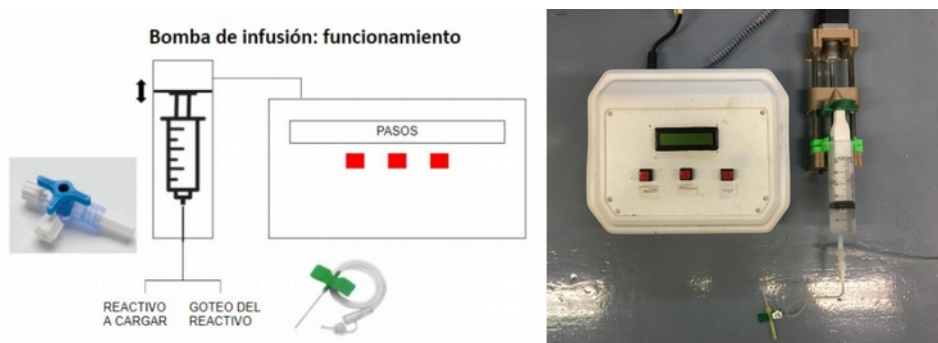 Bomba de infusión: funcionamiento
PASOS
REACTIVO
A CARGAR
GOTEO DEL
REACTIVO